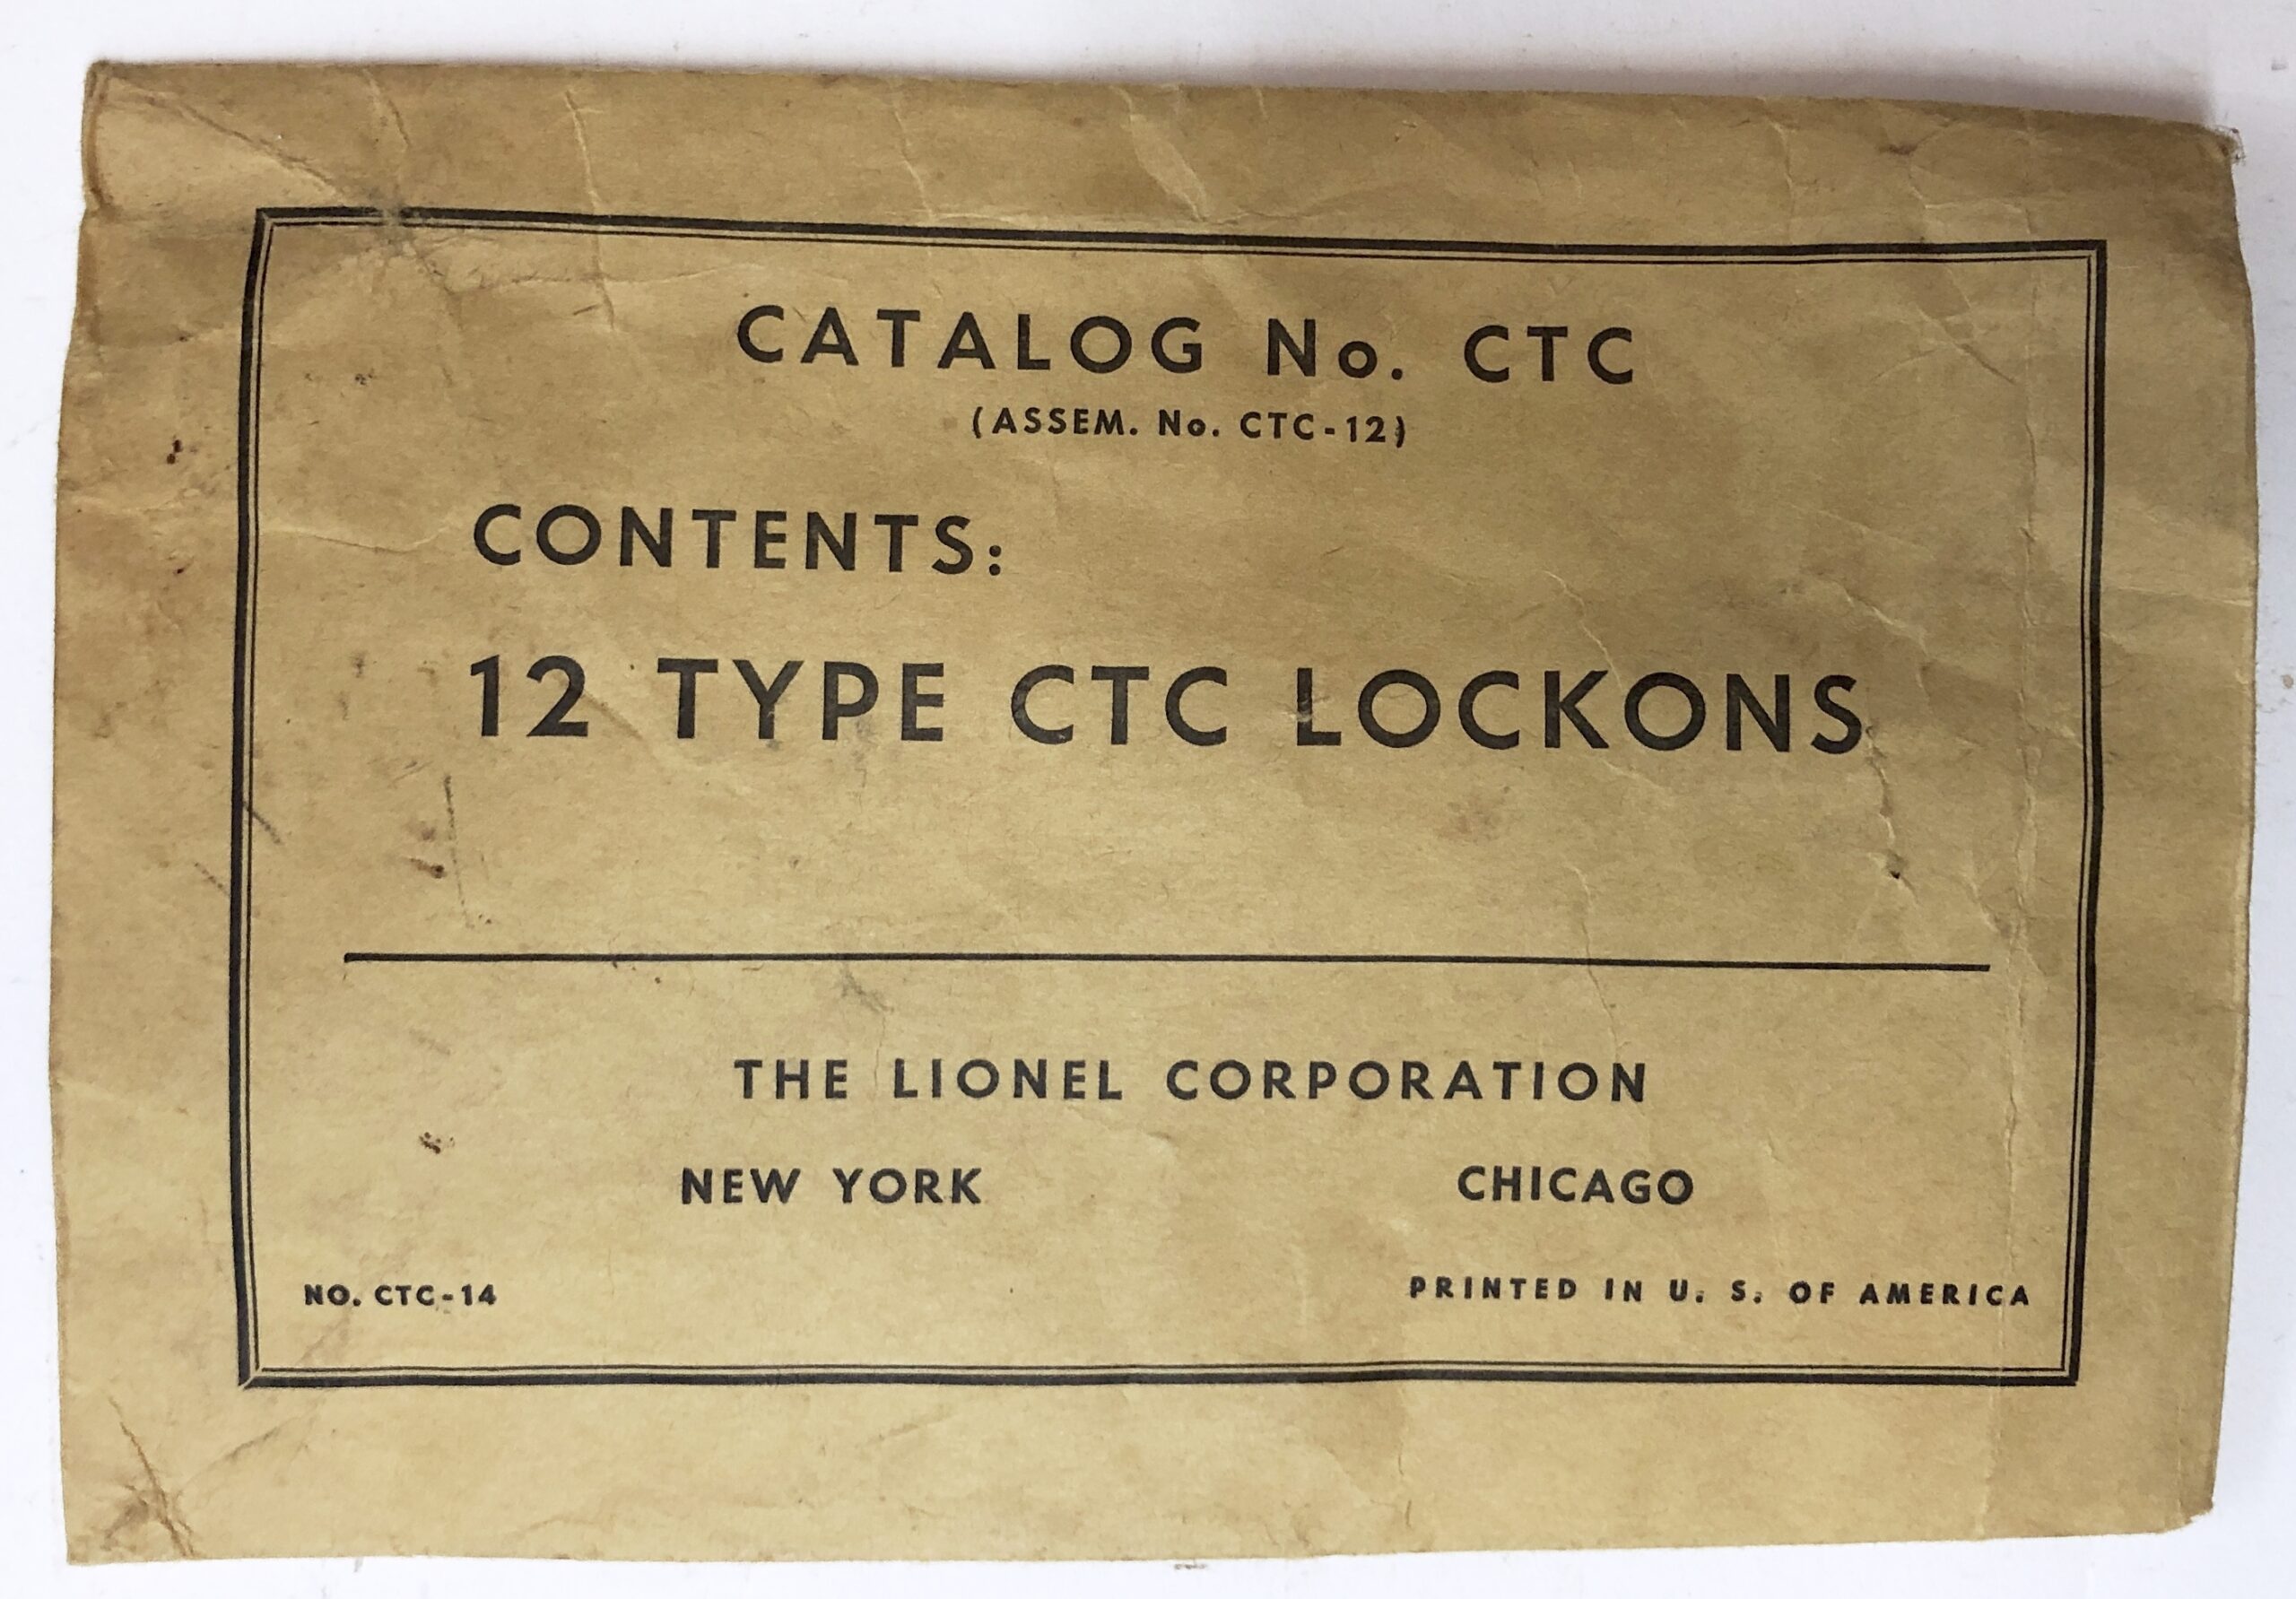 CATALOG No. CTC
(ASSEM. No. CTC-12)
CONTENTS:
12 TYPE CTC LOCKONS
THE LIONEL CORPORATION
NEW YORK CHICAGO
NO. CTC-14 PRINTED IN U. S. OF AMERICA